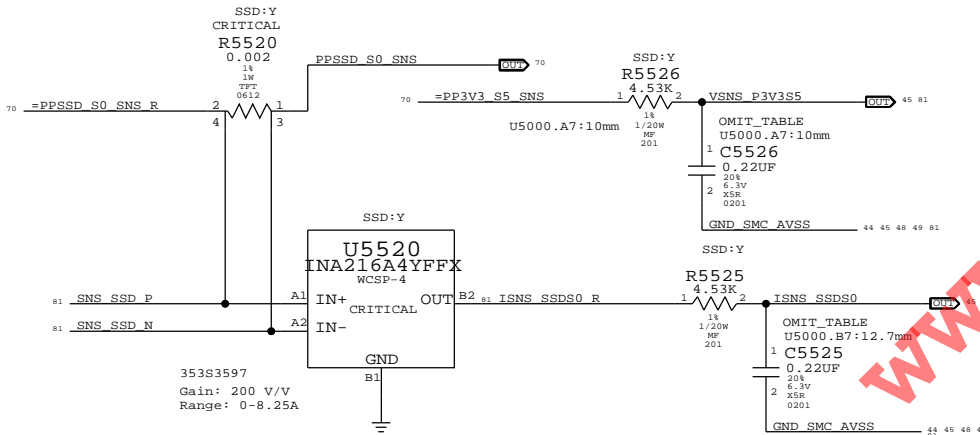 SSD:Y
CRITICAL
R5520
0.002
1%
1W
TFT
0612
70 =PPSSD_S0_SNS_R
2 1
4 3
PPSSD_S0_SNS OUT 70
SSD:Y
R5526
4.53K
70 =PP3V3_S5_SNS 1 2 VSNS_P3V3S5 OUT 45 81
1%
1/20W
MF
201
U5000.A7:10mm
OMIT_TABLE
U5000.A7:10mm
1 C5526
0.22UF
20%
2 6.3V
X5R
0201
GND_SMC_AVSS 44 45 48 49 81
SSD:Y
U5520
INA216A4YFFX
WCSP-4
81 SNS_SSD_P A1 IN+
81 SNS_SSD_N A2 IN-
CRITICAL
OUT B2
GND
B1
353S3597
Gain: 200 V/V
Range: 0-8.25A
SSD:Y
R5525
4.53K
81 ISNS_SSDS0_R 1 2 ISNS_SSDS0 OUT 45
1%
1/20W
MF
201
OMIT_TABLE
U5000.B7:12.7mm
1 C5525
0.22UF
20%
2 6.3V
X5R
0201
GND_SMC_AVSS 44 45 48